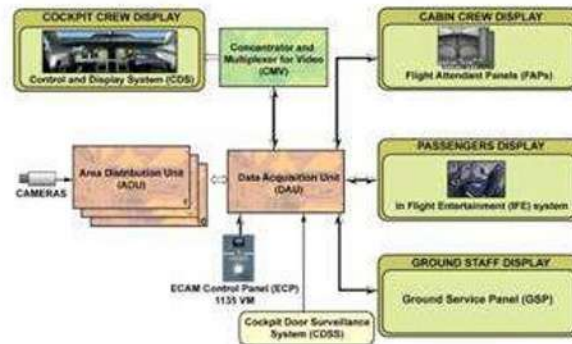 COCKPIT CREW DISPLAY
Control and Display System (CDS)
Concentrator and
Multiplexer for Video
(CMV)
CABIN CREW DISPLAY
Flight Attendant Panels (FAPs)
Area Distribution Unit
(ADU)
CAMERAS
Data Acquisition Unit
(DAU)
PASSENGERS DISPLAY
in Flight Entertainment (IFE) system
ECAM Control Panel (ECP)
1135 VM
Cockpit Door Surveillance
System (CDSS)
GROUND STAFF DISPLAY
Ground Service Panel (GSP)